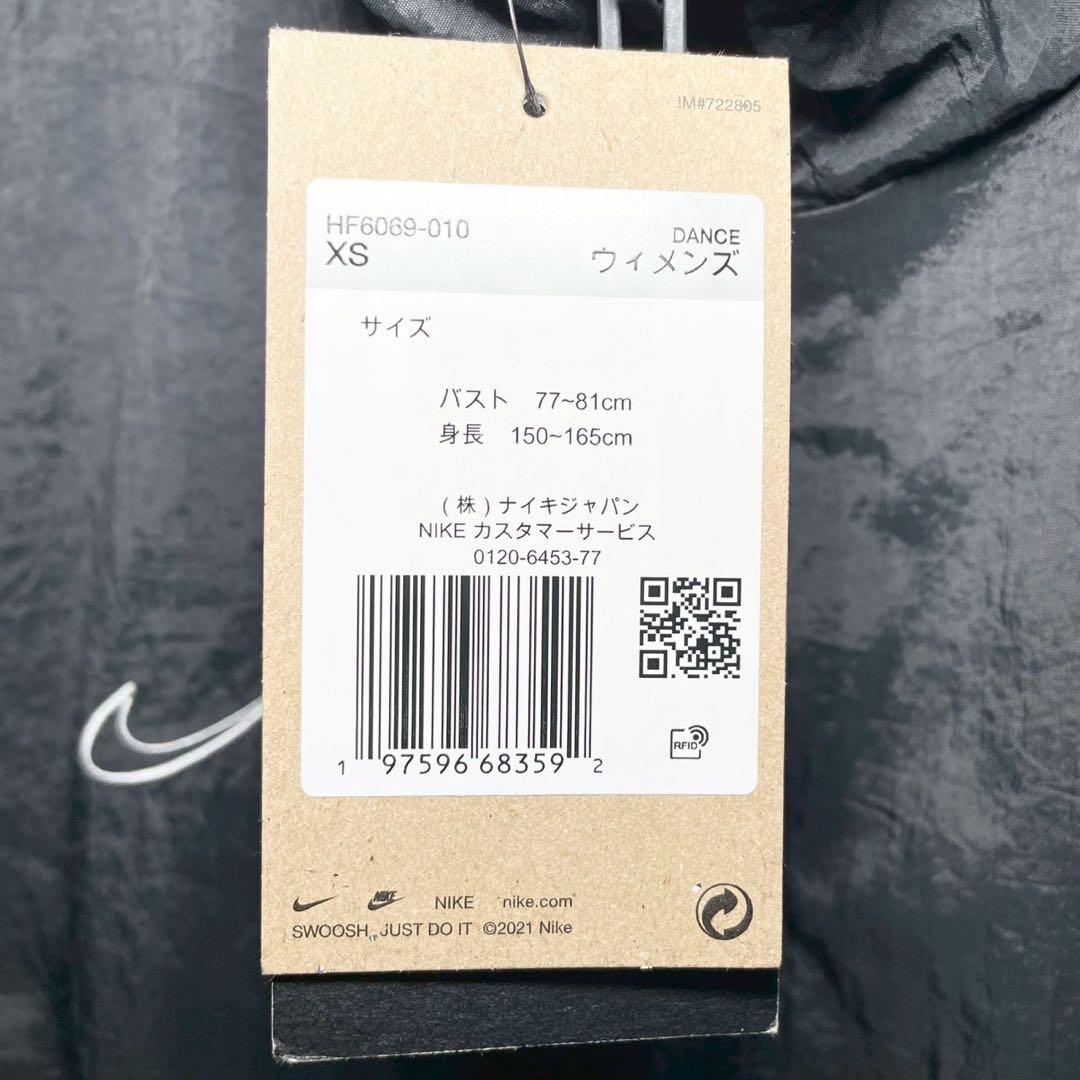 IM#722805
HF6069-010
XS
DANCE
ウィメンズ
サイズ
バスト 77~81cm
身長 150~165cm
(株)ナイキジャパン
NIKE カスタマーサービス
0120-6453-77
1 97596 68359 2
RFID
NIKE NIKE nike.com
SWOOSH, JUST DO IT ©2021 Nike